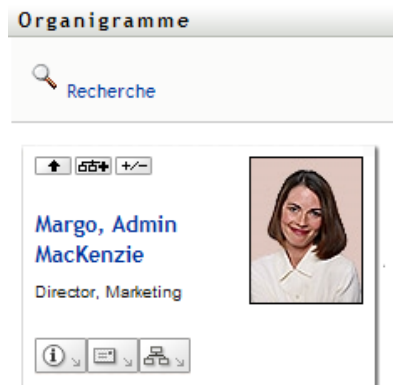 Organigramme
Recherche
+/-
Margo, Admin
MacKenzie
Director, Marketing